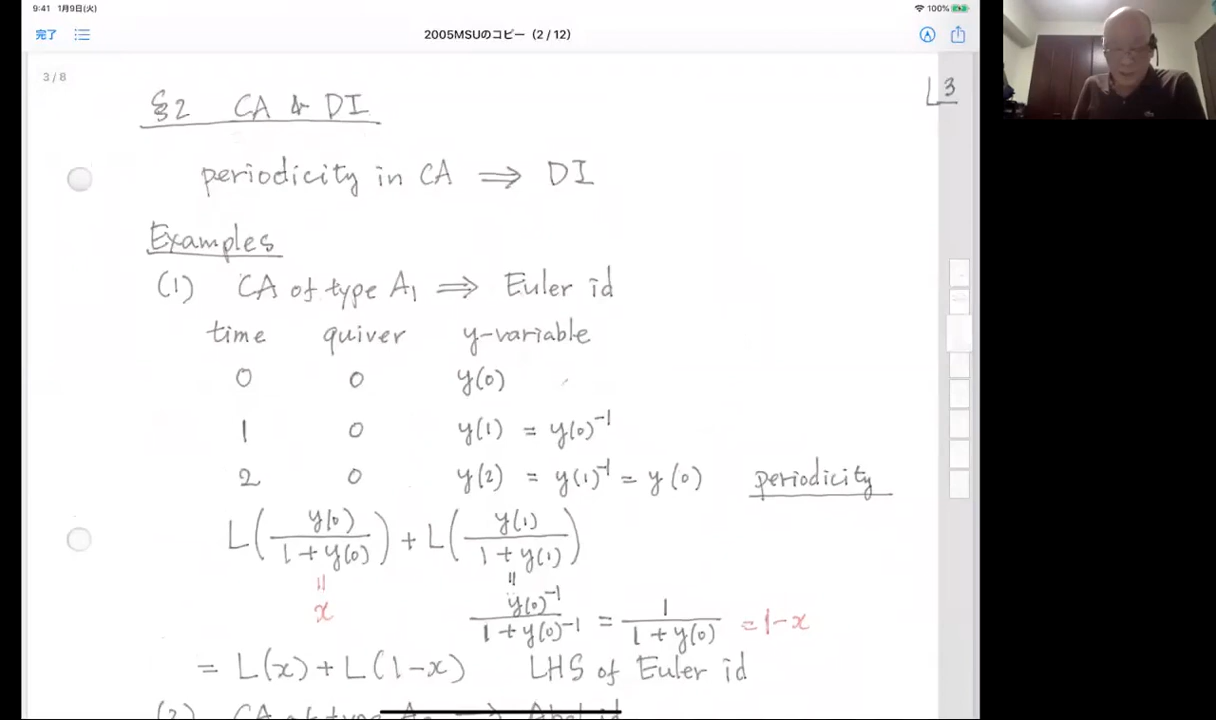 9:41 1月9日(火) 100%
完了 2005MSUのコピー (2 / 12)
3 / 8
L3
§2 CA & DI
periodicity in CA ⟹ DI
Examples
(1) CA of type A₁ ⟹ Euler id
time quiver y-variable
0 0 y(0)
1 0 y(1) = y(0)⁻¹
2 0 y(2) = y(1)⁻¹ = y(0) periodicity
L( y(0) / 1 + y(0) ) + L( y(1) / 1 + y(1) )
= x
= y(0)⁻¹ / 1 + y(0)⁻¹ = 1 / 1 + y(0) = 1 - x
= L(x) + L(1-x) LHS of Euler id
(2) CA of type